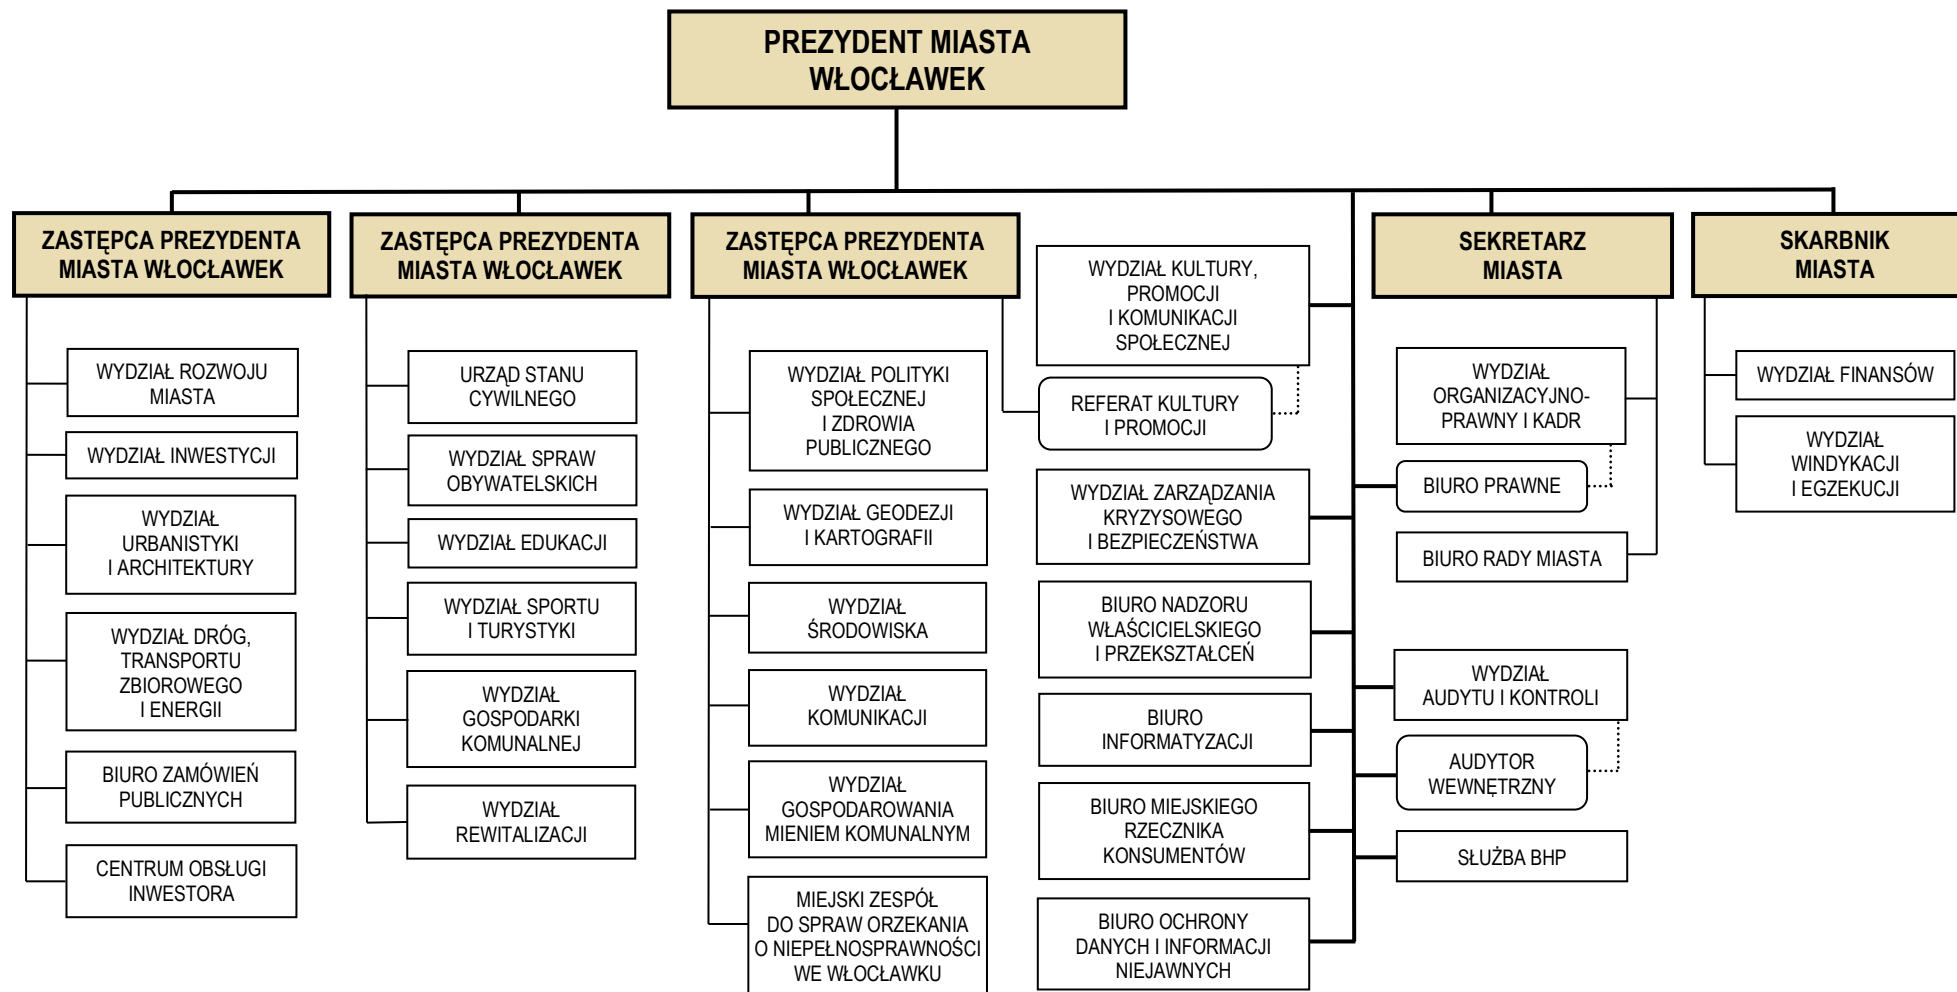 PREZYDENT MIASTA
WŁOCŁAWEK
ZASTĘPCA PREZYDENTA
MIASTA WŁOCŁAWEK
WYDZIAŁ ROZWOJU
MIASTA
WYDZIAŁ INWESTYCJI
WYDZIAŁ
URBANISTYKI
I ARCHITEKTURY
WYDZIAŁ DRÓG,
TRANSPORTU
ZBIOROWEGO
I ENERGII
BIURO ZAMÓWIEŃ
PUBLICZNYCH
CENTRUM OBSŁUGI
INWESTORA
ZASTĘPCA PREZYDENTA
MIASTA WŁOCŁAWEK
URZĄD STANU
CYWILNEGO
WYDZIAŁ SPRAW
OBYWATELSKICH
WYDZIAŁ EDUKACJI
WYDZIAŁ SPORTU
I TURYSTYKI
WYDZIAŁ
GOSPODARKI
KOMUNALNEJ
WYDZIAŁ
REWITALIZACJI
ZASTĘPCA PREZYDENTA
MIASTA WŁOCŁAWEK
WYDZIAŁ POLITYKI
SPOŁECZNEJ
I ZDROWIA
PUBLICZNEGO
WYDZIAŁ GEODEZJI
I KARTOGRAFII
WYDZIAŁ
ŚRODOWISKA
WYDZIAŁ
KOMUNIKACJI
WYDZIAŁ
GOSPODAROWANIA
MIENIEM KOMUNALNYM
MIEJSKI ZESPÓŁ
DO SPRAW ORZEKANIA
O NIEPEŁNOSPRAWNOŚCI
WE WŁOCŁAWKU
WYDZIAŁ KULTURY,
PROMOCJI
I KOMUNIKACJI
SPOŁECZNEJ
REFERAT KULTURY
I PROMOCJI
WYDZIAŁ ZARZĄDZANIA
KRYZYSOWEGO
I BEZPIECZEŃSTWA
BIURO NADZORU
WŁAŚCICIELSKIEGO
I PRZEKSZTAŁCEŃ
BIURO
INFORMATYZACJI
BIURO MIEJSKIEGO
RZECZNIKA
KONSUMENTÓW
BIURO OCHRONY
DANYCH I INFORMACJI
NIEJAWNYCH
SEKRETARZ
MIASTA
WYDZIAŁ
ORGANIZACYJNO-
PRAWNY I KADR
BIURO PRAWNE
BIURO RADY MIASTA
WYDZIAŁ
AUDYTU I KONTROLI
AUDYTOR
WEWNĘTRZNY
SŁUŻBA BHP
SKARBNIK
MIASTA
WYDZIAŁ FINANSÓW
WYDZIAŁ
WINDYKACJI
I EGZEKUCJI